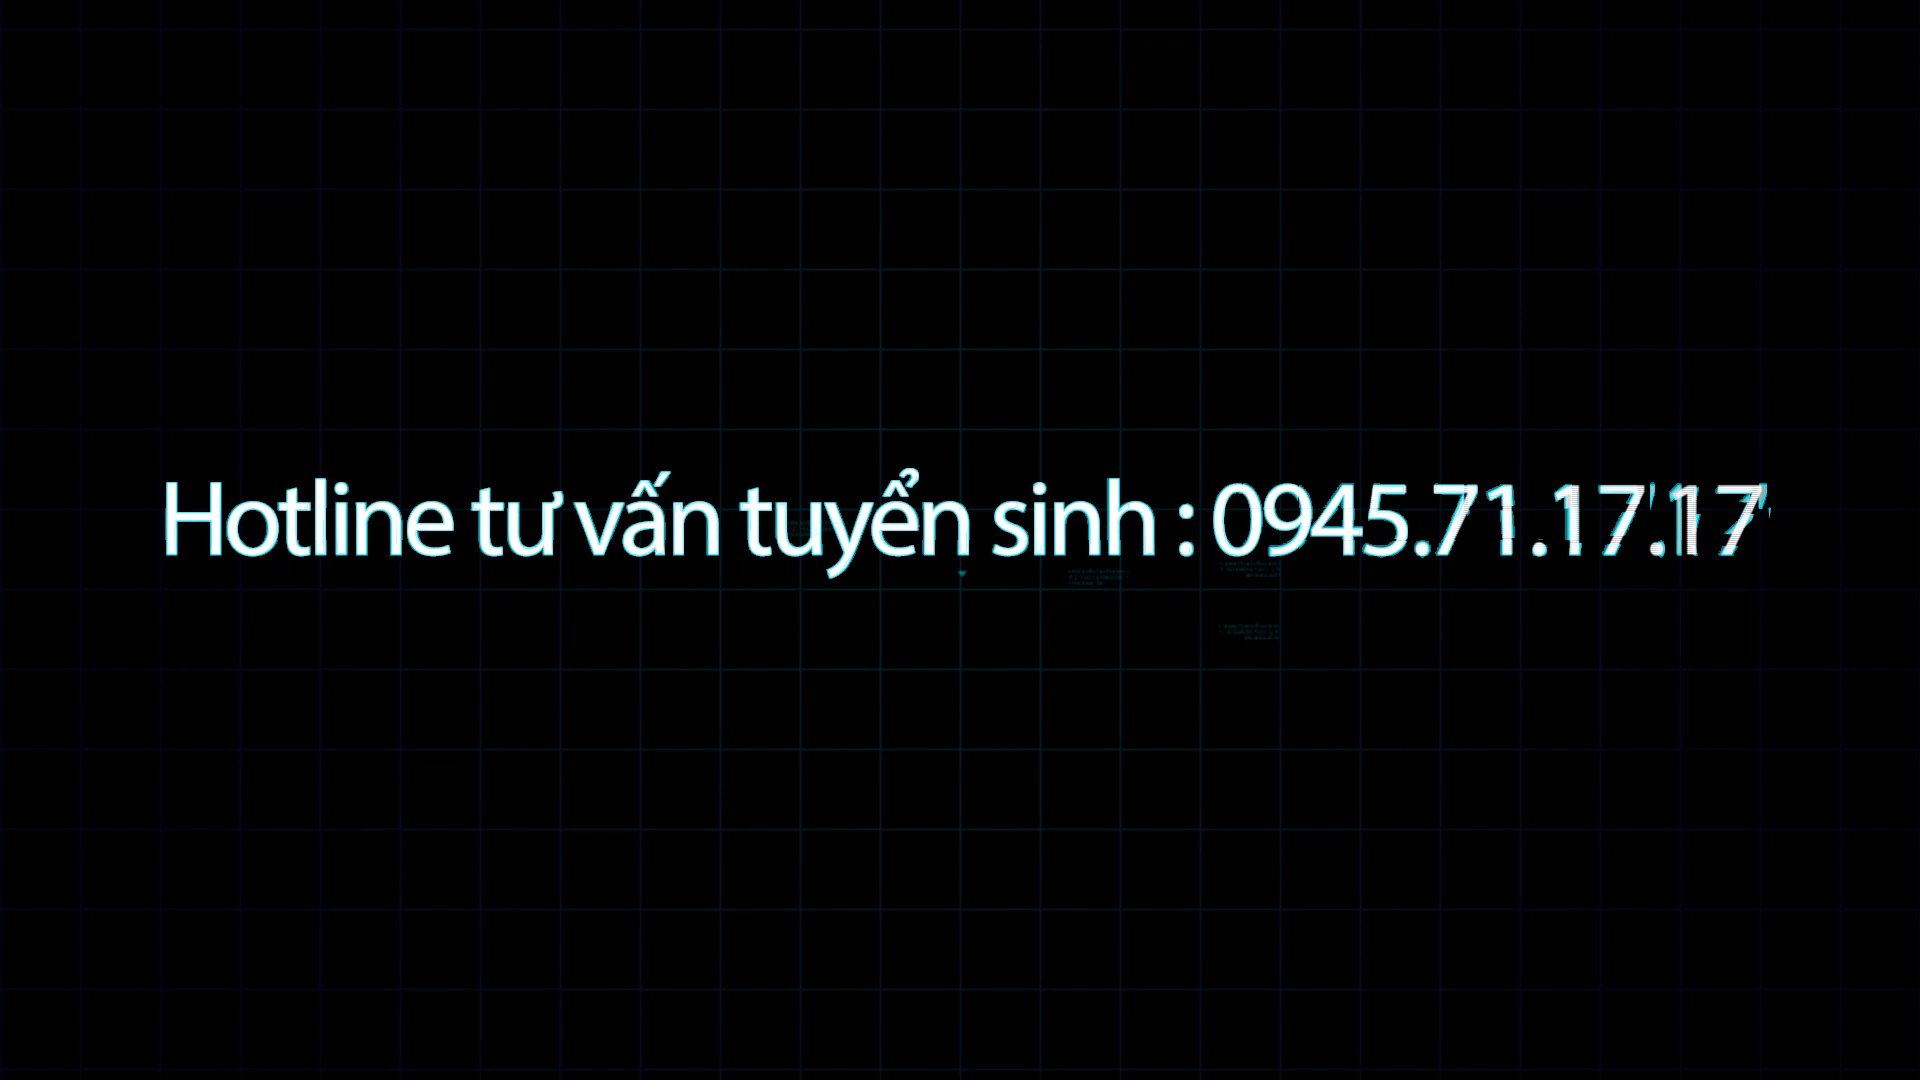 Hotline tư vấn tuyển sinh : 0945.71.17.17